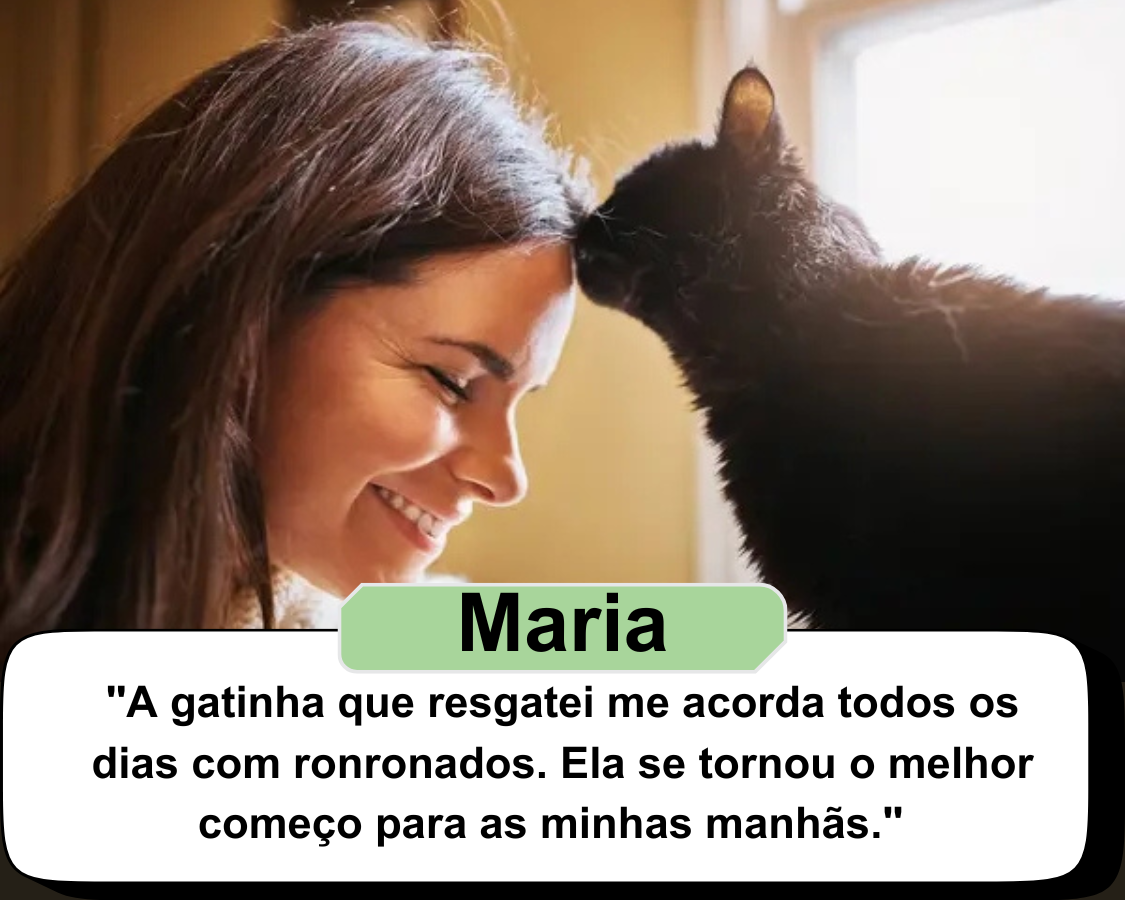 Maria
"A gatinha que resgatei me acorda todos os
dias com ronronados. Ela se tornou o melhor
começo para as minhas manhãs."